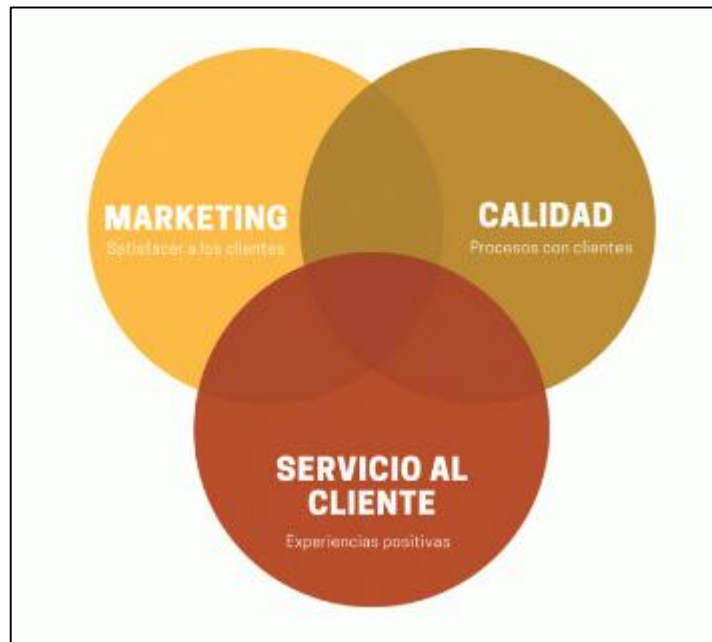 MARKETING
Satisfacer a los clientes
CALIDAD
Procesos con clientes
SERVICIO AL
CLIENTE
Experiencias positivas